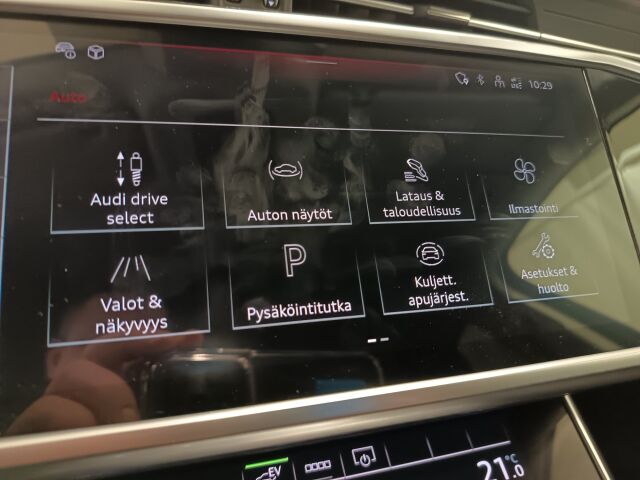 10:29
Auto
Audi drive
select
Auton näytöt
Lataus &
taloudellisuus
Ilmastointi
Valot &
näkyvyys
P
Pysäköintitutka
Kuljett.
apujärjest.
Asetukset &
huolto
EV
21.0 °C